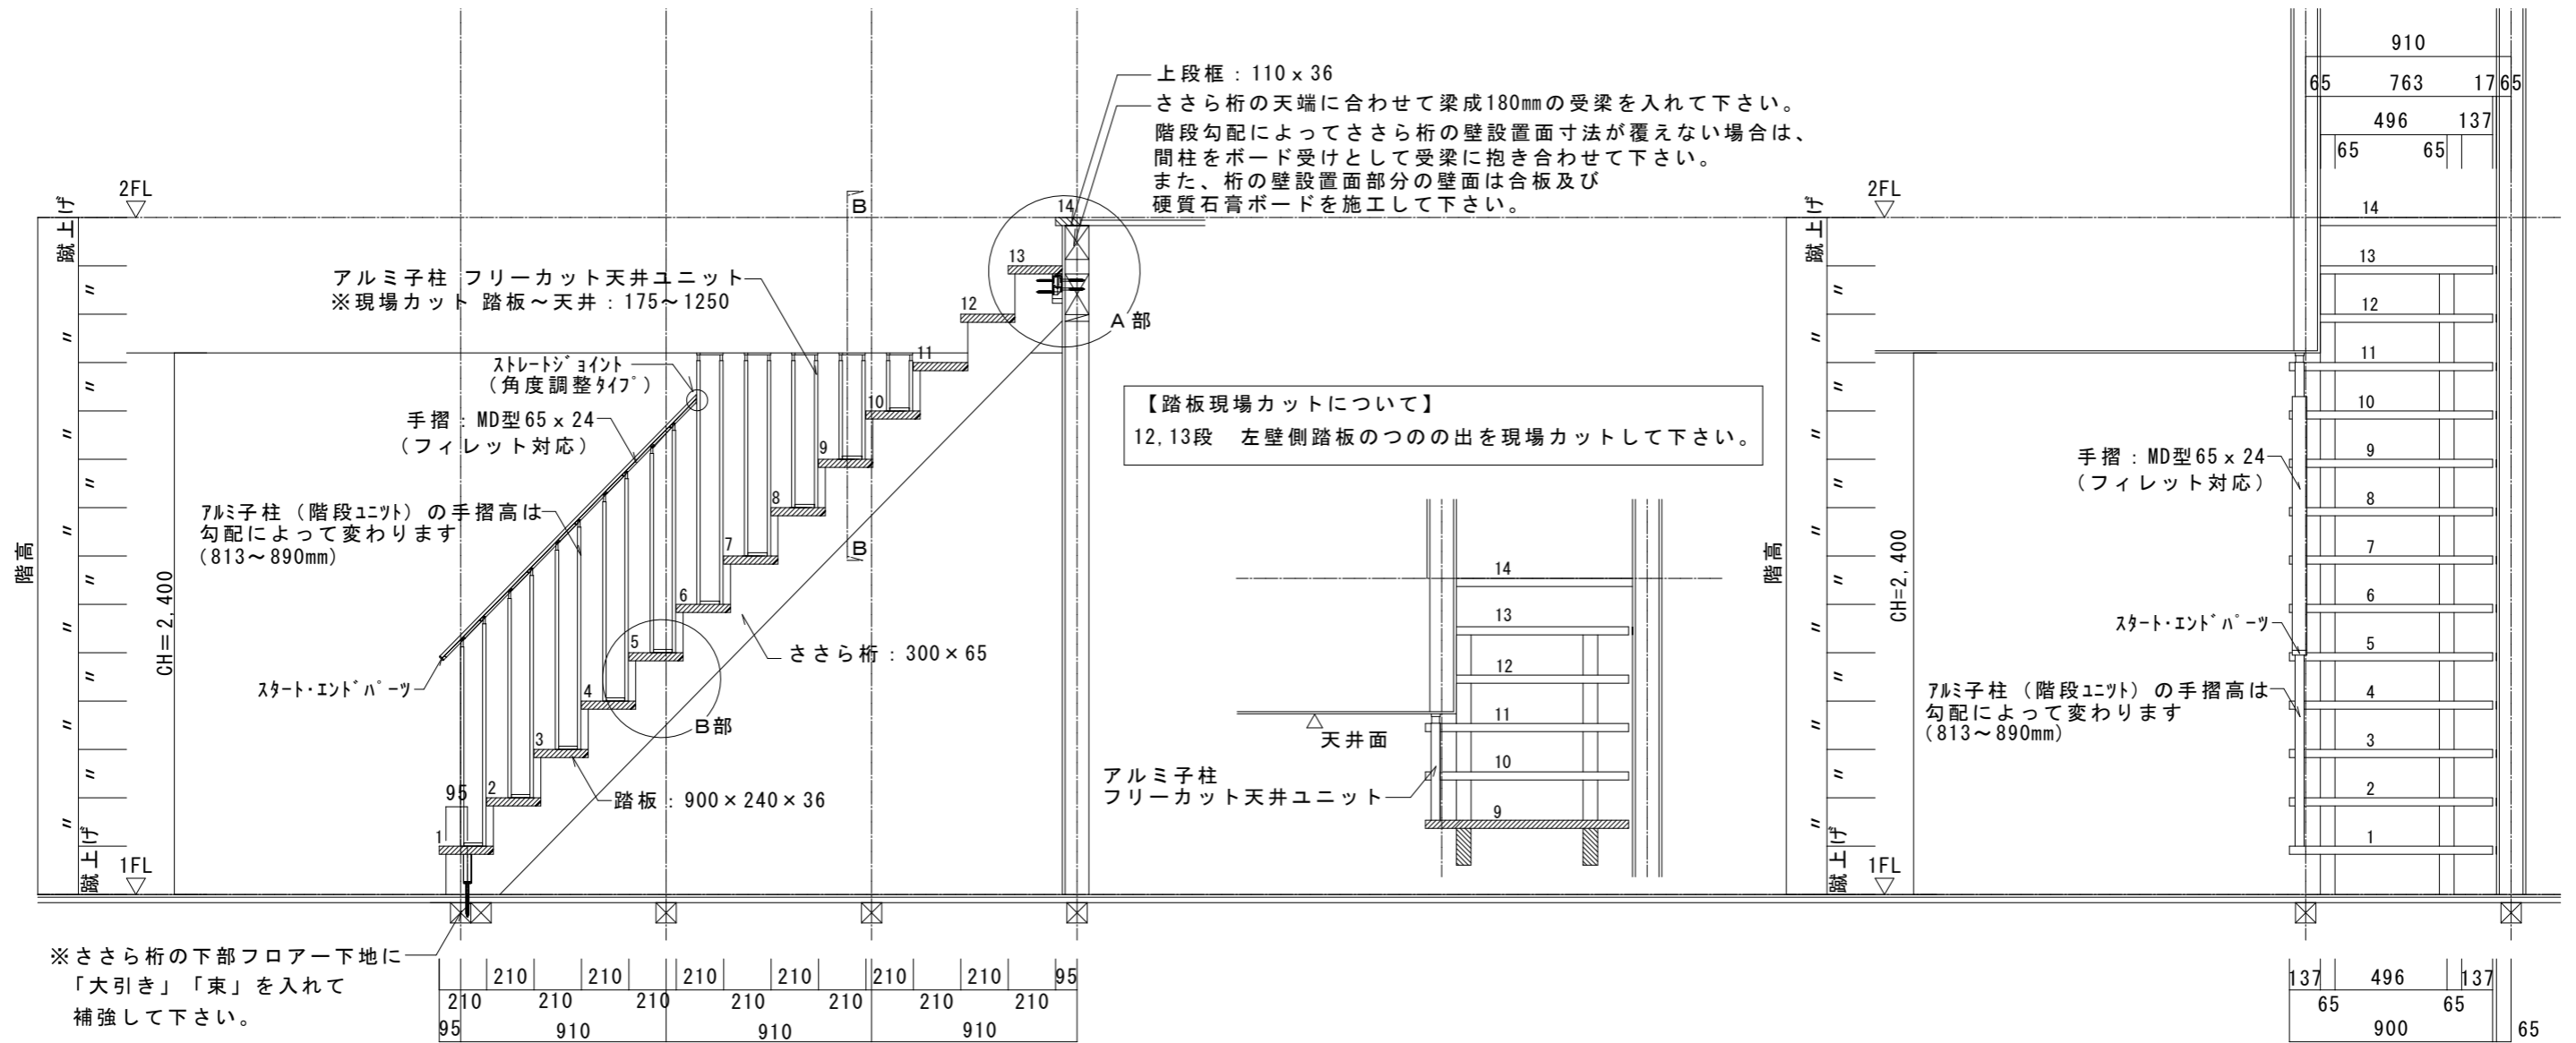 上段框：110ｘ36
ささら桁の天端に合わせて梁成180mmの受梁を入れて下さい。
階段勾配によってささら桁の壁設置面寸法が覆えない場合は、
間柱をボード受けとして受梁に抱き合わせて下さい。
また、桁の壁設置面部分の壁面は合板及び
硬質石膏ボードを施工して下さい。
2FL
蹴上げ
〃
〃
〃
〃
〃
〃
〃
〃
〃
〃
〃
〃
蹴上げ
階高
CH＝2,400
1FL
アルミ子柱 フリーカット天井ユニット
※現場カット 踏板～天井：175～1250
ｽﾄﾚｰﾄｼﾞｮｲﾝﾄ
（角度調整ﾀｲﾌﾟ）
手摺：MD型65ｘ24
（フィレット対応）
ｱﾙﾐ子柱（階段ﾕﾆｯﾄ）の手摺高は
勾配によって変わります
(813～890mm)
ｽﾀｰﾄ･ｴﾝﾄﾞﾊﾟｰﾂ
B
B
A部
B部
14
13
12
11
10
9
8
7
6
5
4
3
2
1
95
ささら桁：300×65
踏板：900×240×36
※ささら桁の下部フロアー下地に
「大引き」「束」を入れて
補強して下さい。
210 210 210 210 210 210 95
210 210 210 210 210 210 210
95 910 910 910
【踏板現場カットについて】
12,13段　左壁側踏板のつのの出を現場カットして下さい。
14
13
12
11
10
9
天井面
アルミ子柱
フリーカット天井ユニット
910
65 763 17 65
496 137
65 65
2FL
蹴上げ
〃
〃
〃
〃
〃
〃
〃
〃
〃
〃
〃
〃
蹴上げ
階高
CH=2,400
1FL
手摺：MD型65ｘ24
（フィレット対応）
ｽﾀｰﾄ･ｴﾝﾄﾞﾊﾟｰﾂ
ｱﾙﾐ子柱（階段ﾕﾆｯﾄ）の手摺高は
勾配によって変わります
(813～890mm)
14
13
12
11
10
9
8
7
6
5
4
3
2
1
137 496 137
65 65
900 65